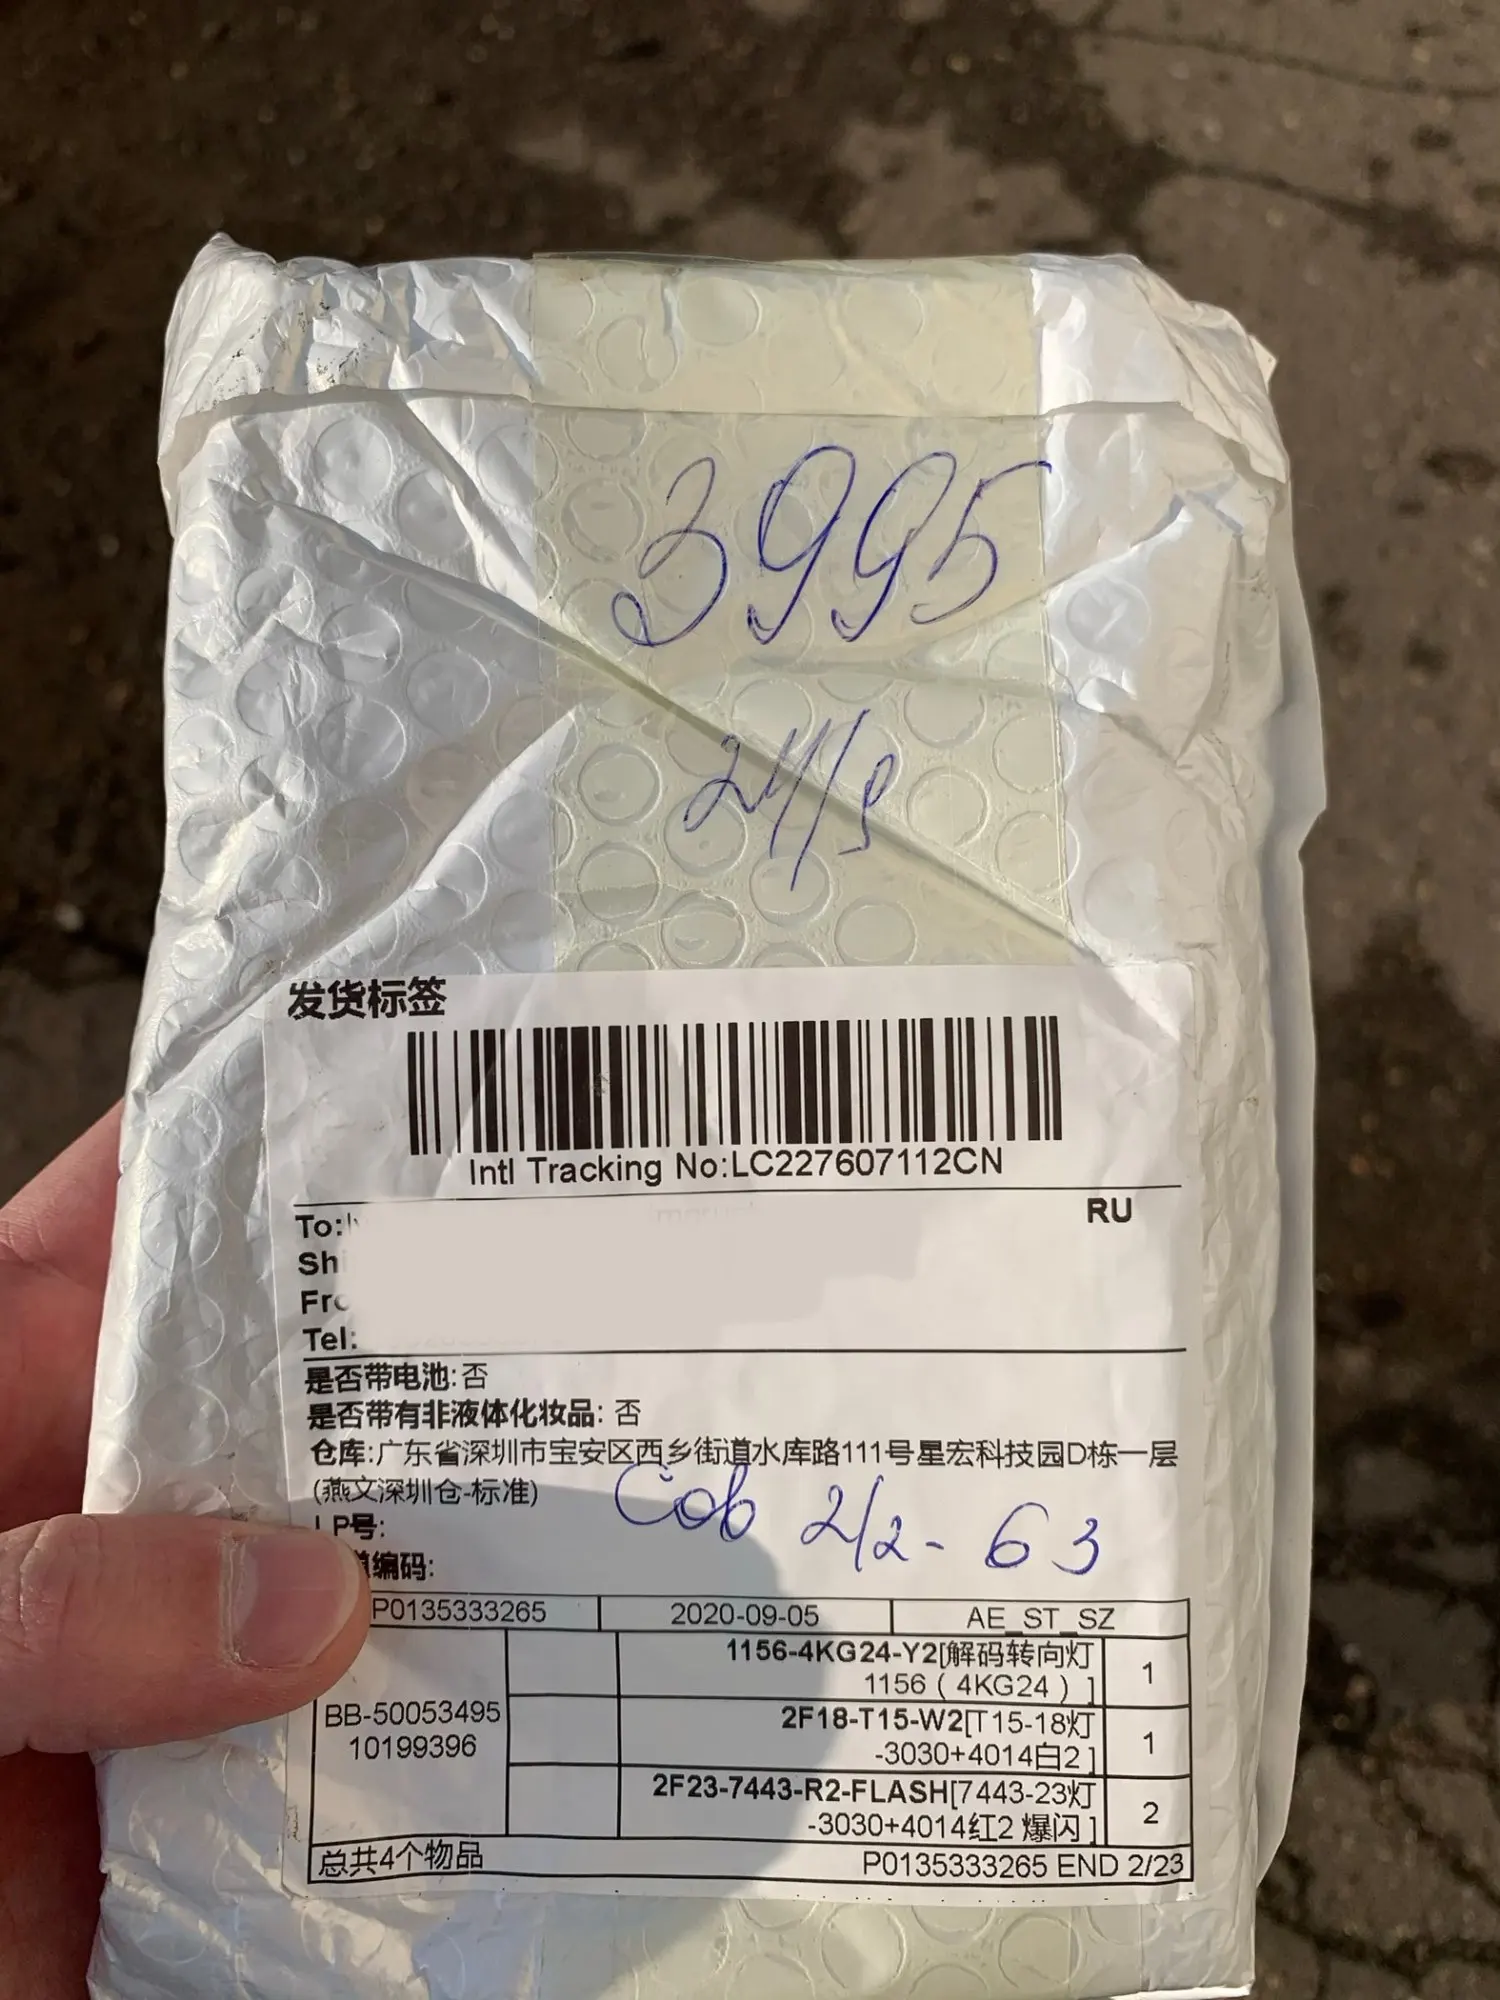 3995
24/9
发货标签
Intl Tracking No:LC227607112CN
To:
RU
Shi
Fro
Tel:
是否带电池:否
是否带有非液体化妆品: 否
仓库:广东省深圳市宝安区西乡街道水库路111号星宏科技园D栋一层
(燕文深圳仓-标准)
Сов 2/2-63
LP号:
编码:
P0135333265 2020-09-05 AE_ST_SZ
1156-4KG24-Y2[解码转向灯
1156 ( 4KG24 ) ] 1
BB-50053495
10199396
2F18-T15-W2[T15-18灯
-3030+4014白2 ] 1
2F23-7443-R2-FLASH[7443-23灯
-3030+4014红2 爆闪 ] 2
总共4个物品 P0135333265 END 2/23